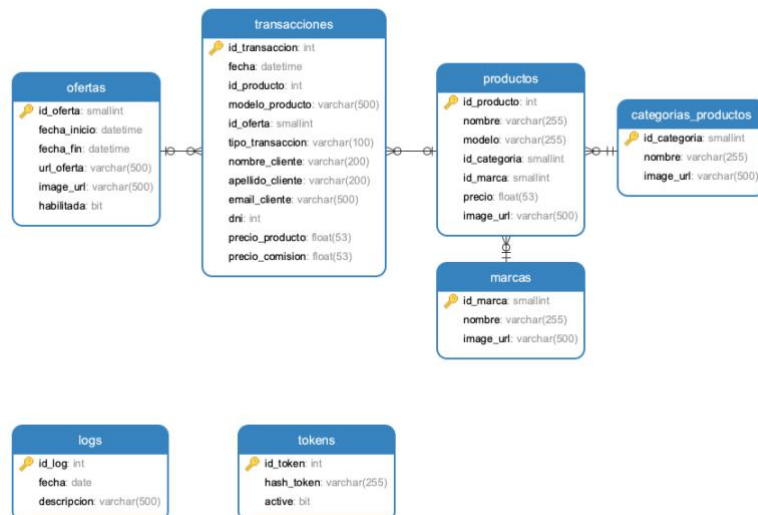 ofertas
id_oferta: smallint
fecha_inicio: datetime
fecha_fin: datetime
url_oferta: varchar(500)
image_url: varchar(500)
habilitada: bit
transacciones
id_transaccion: int
fecha: datetime
id_producto: int
modelo_producto: varchar(500)
id_oferta: smallint
tipo_transaccion: varchar(100)
nombre_cliente: varchar(200)
apellido_cliente: varchar(200)
email_cliente: varchar(500)
dni: int
precio_producto: float(53)
precio_comision: float(53)
productos
id_producto: int
nombre: varchar(255)
modelo: varchar(255)
id_categoria: smallint
id_marca: smallint
precio: float(53)
image_url: varchar(500)
categorias_productos
id_categoria: smallint
nombre: varchar(255)
image_url: varchar(500)
marcas
id_marca: smallint
nombre: varchar(255)
image_url: varchar(500)
logs
id_log: int
fecha: date
descripcion: varchar(500)
tokens
id_token: int
hash_token: varchar(255)
active: bit